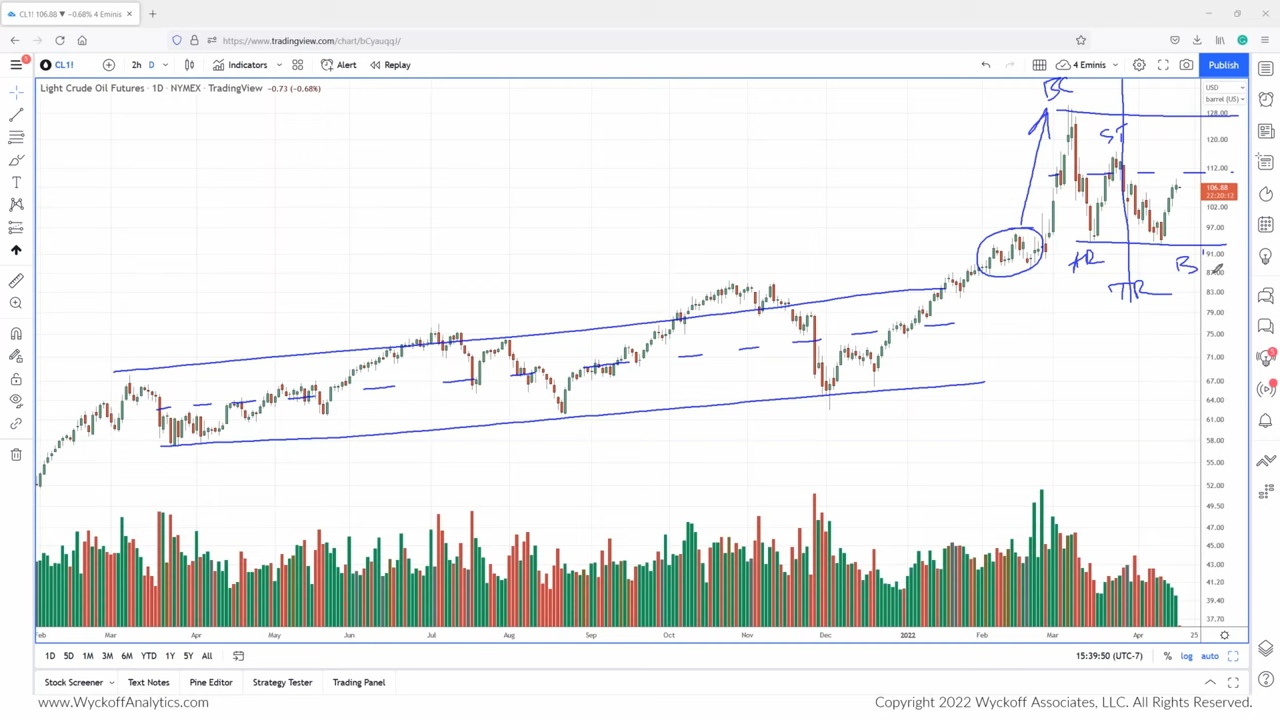 CL1! 106.88 ▼ −0.68% 4 Eminis
https://www.tradingview.com/chart/bCyauqqJ/
CL1! 2h D Indicators Alert Replay 4 Eminis Publish
Light Crude Oil Futures · 1D · NYMEX · TradingView −0.73 (−0.68%)
USD
barrel (US)
BC
128.00
ST
120.00
112.00
106.88
22:20:12
102.00
97.00
91.00
AR
B
TR
83.00
79.00
75.00
71.00
67.00
64.00
61.00
58.00
55.00
52.00
49.50
47.00
45.00
43.00
41.20
39.40
37.70
Feb Mar Apr May Jun Jul Aug Sep Oct Nov Dec 2022 Feb Mar Apr 25
1D 5D 1M 3M 6M YTD 1Y 5Y All 15:39:50 (UTC-7) % log auto
Stock Screener Text Notes Pine Editor Strategy Tester Trading Panel
www.WyckoffAnalytics.com Copyright 2022 Wyckoff Associates, LLC. All Rights Reserved.